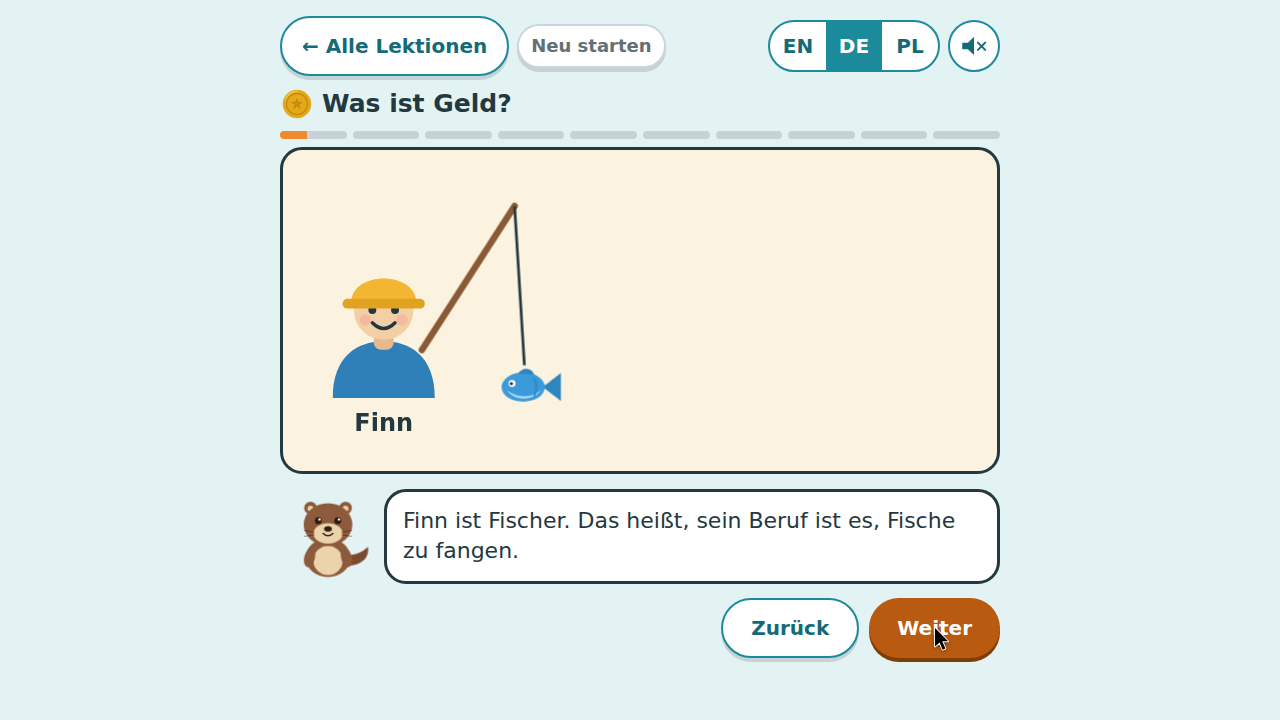 ← Alle Lektionen
Neu starten
EN DE PL
Was ist Geld?
Finn
Finn ist Fischer. Das heißt, sein Beruf ist es, Fische
zu fangen.
Zurück
Weiter